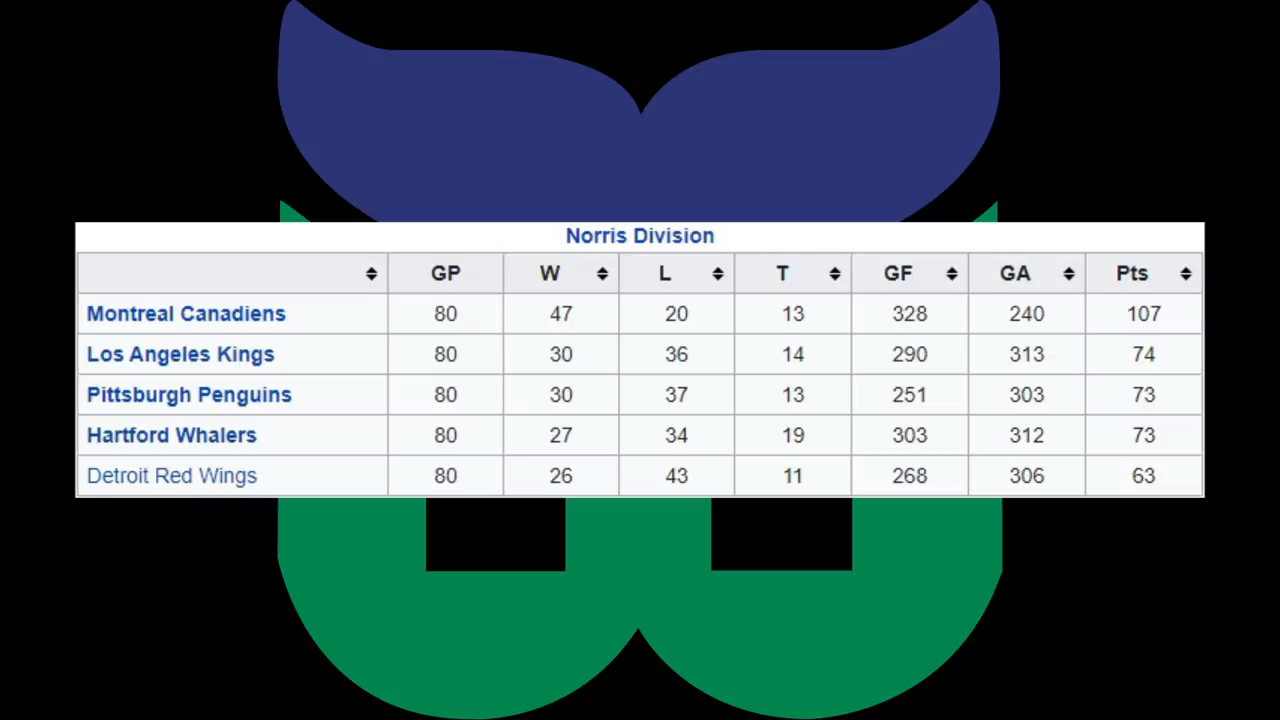 Norris Division
GP W L T GF GA Pts
Montreal Canadiens 80 47 20 13 328 240 107
Los Angeles Kings 80 30 36 14 290 313 74
Pittsburgh Penguins 80 30 37 13 251 303 73
Hartford Whalers 80 27 34 19 303 312 73
Detroit Red Wings 80 26 43 11 268 306 63